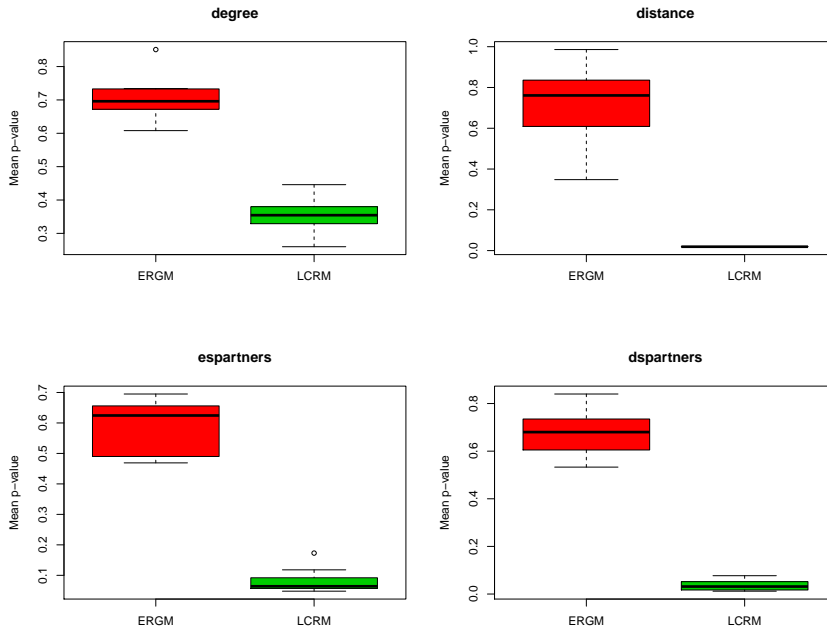 degree
Mean p−value
0.8
0.7
0.6
0.5
0.4
0.3
ERGM LCRM
distance
Mean p−value
1.0
0.8
0.6
0.4
0.2
0.0
ERGM LCRM
espartners
Mean p−value
0.7
0.6
0.5
0.4
0.3
0.2
0.1
ERGM LCRM
dspartners
Mean p−value
0.8
0.6
0.4
0.2
0.0
ERGM LCRM